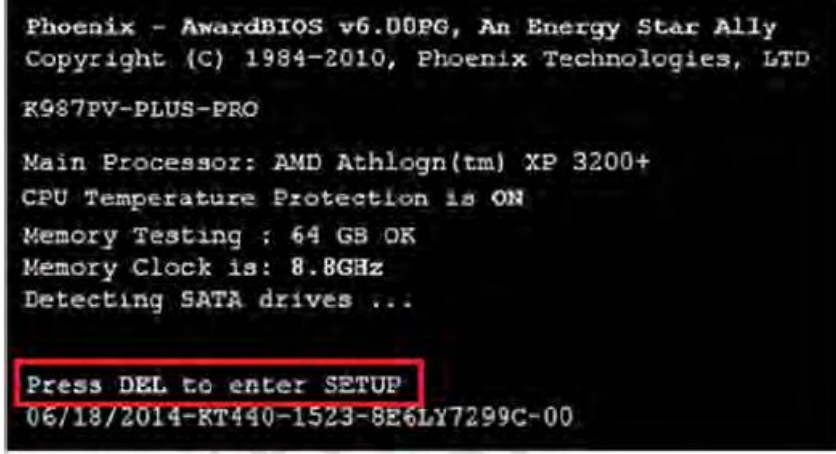 Phoenix - AwardBIOS v6.00PG, An Energy Star Ally
Copyright (C) 1984-2010, Phoenix Technologies, LTD
K987PV-PLUS-PRO
Main Processor: AMD Athlogn(tm) XP 3200+
CPU Temperature Protection is ON
Memory Testing : 64 GB OK
Memory Clock is: 8.8GHz
Detecting SATA drives ...
Press DEL to enter SETUP
06/18/2014-KT440-1523-8E6LY7299C-00